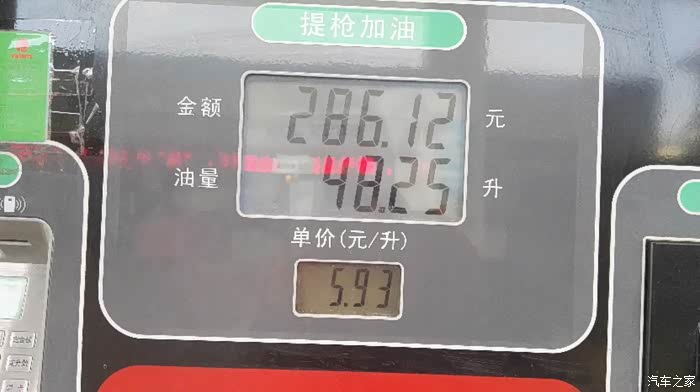 提枪加油
金额 286.12 元
油量 48.25 升
单价(元/升)
5.93
汽车之家